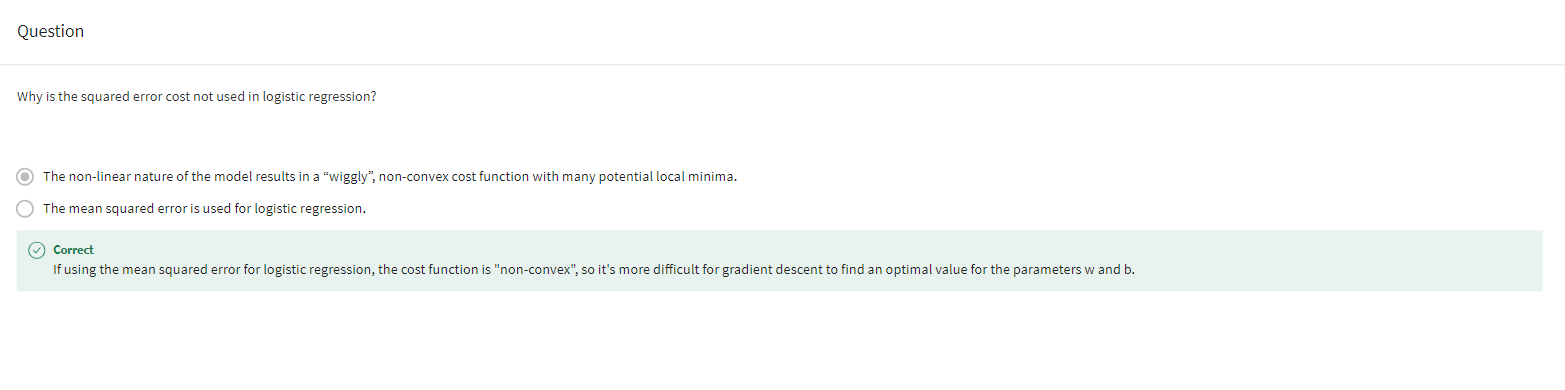 Question
Why is the squared error cost not used in logistic regression?
The non-linear nature of the model results in a “wiggly”, non-convex cost function with many potential local minima.
The mean squared error is used for logistic regression.
Correct
If using the mean squared error for logistic regression, the cost function is "non-convex", so it's more difficult for gradient descent to find an optimal value for the parameters w and b.